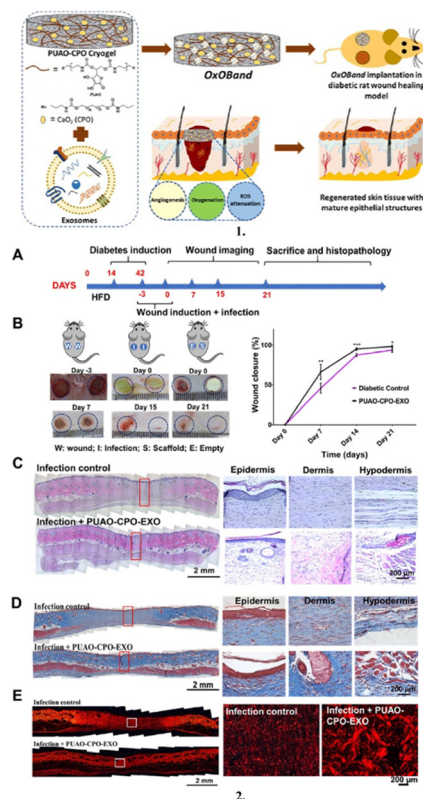 PUAO-CPO Cryogel
PUAO
= CaO₂ (CPO)
Exosomes
OxOBand
OxOBand implantation in
diabetic rat wound healing
model
Angiogenesis
Oxygenation
ROS
attenuation
Regenerated skin tissue with
mature epithelial structures
1.
A
Diabetes induction
Wound imaging
Sacrifice and histopathology
0 14 42
DAYS
-3 0 7 15 21
HFD
Wound induction + infection
B
W W
I I
E S
Day -3
Day 0
Day 0
Day 7
Day 15
Day 21
W: wound; I: Infection; S: Scaffold; E: Empty
Wound closure (%)
100
50
0
**
***
*
Diabetic Control
PUAO-CPO-EXO
Day 0
Day 7
Day 14
Day 21
Time (days)
C
Infection control
Infection + PUAO-CPO-EXO
2 mm
Epidermis
Dermis
Hypodermis
200 µm
D
Infection control
Infection + PUAO-CPO-EXO
2 mm
Epidermis
Dermis
Hypodermis
200 µm
E
Infection control
Infection + PUAO-CPO-EXO
2 mm
Infection control
Infection + PUAO-
CPO-EXO
200 µm
2.